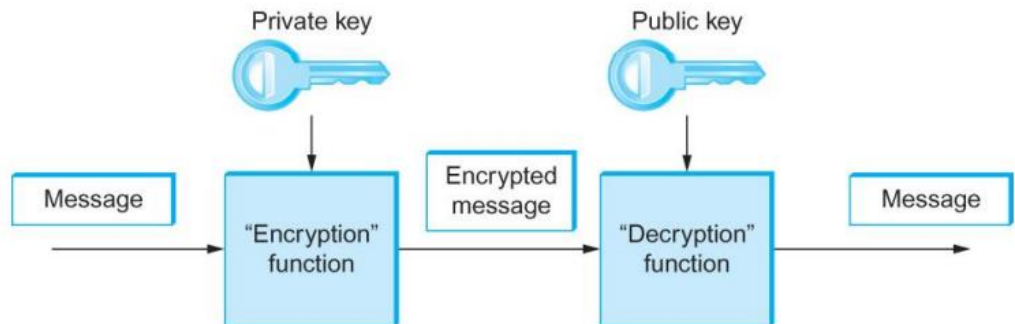 Private key
Public key
Message
“Encryption”
function
Encrypted
message
“Decryption”
function
Message